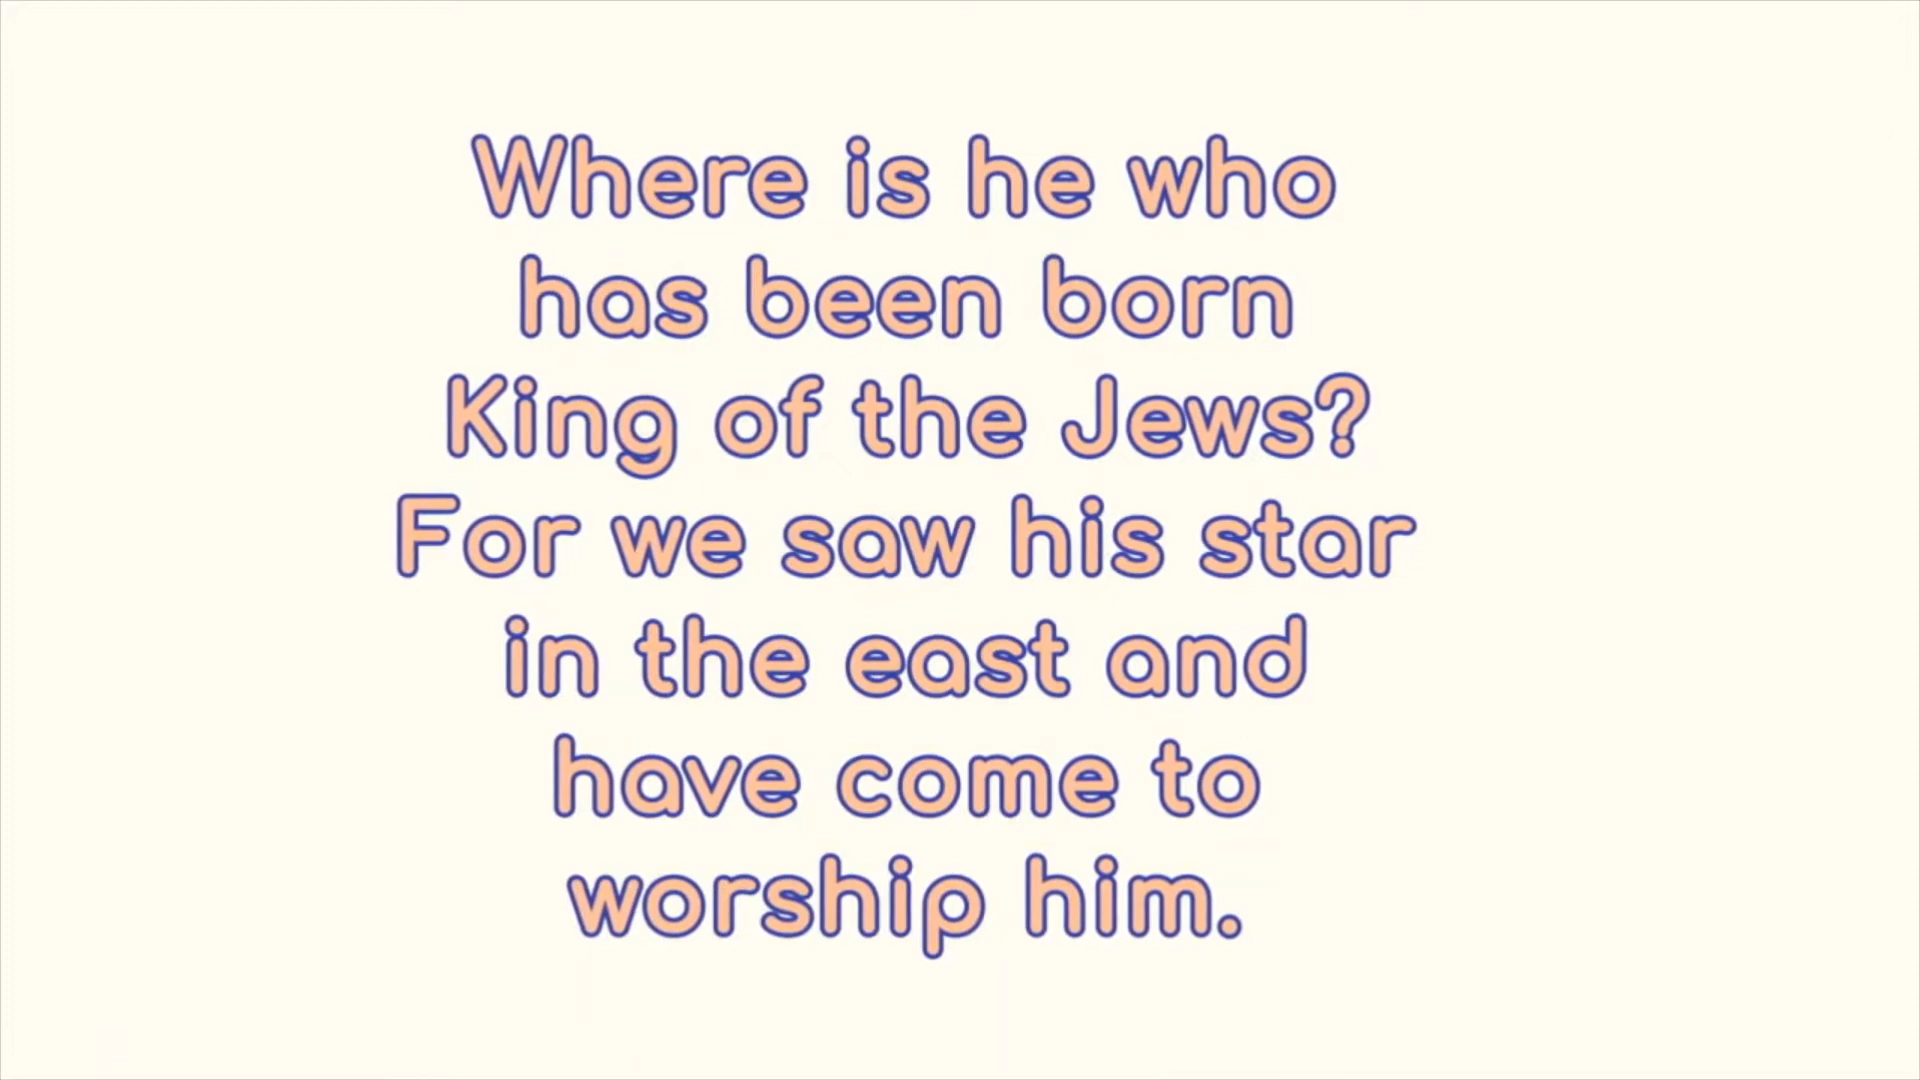 Where is he who
has been born
King of the Jews?
For we saw his star
in the east and
have come to
worship him.